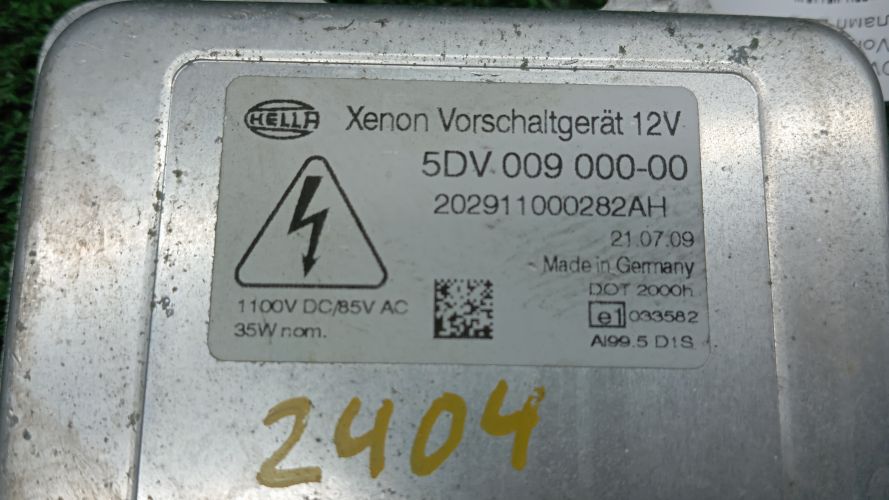 HELLA
Xenon Vorschaltgerät 12V
5DV 009 000-00
202911000282AH
21.07.09
Made in Germany
DOT 2000h
e1 033582
Al99.5 D1S
1100V DC/85V AC
35W nom.
2404